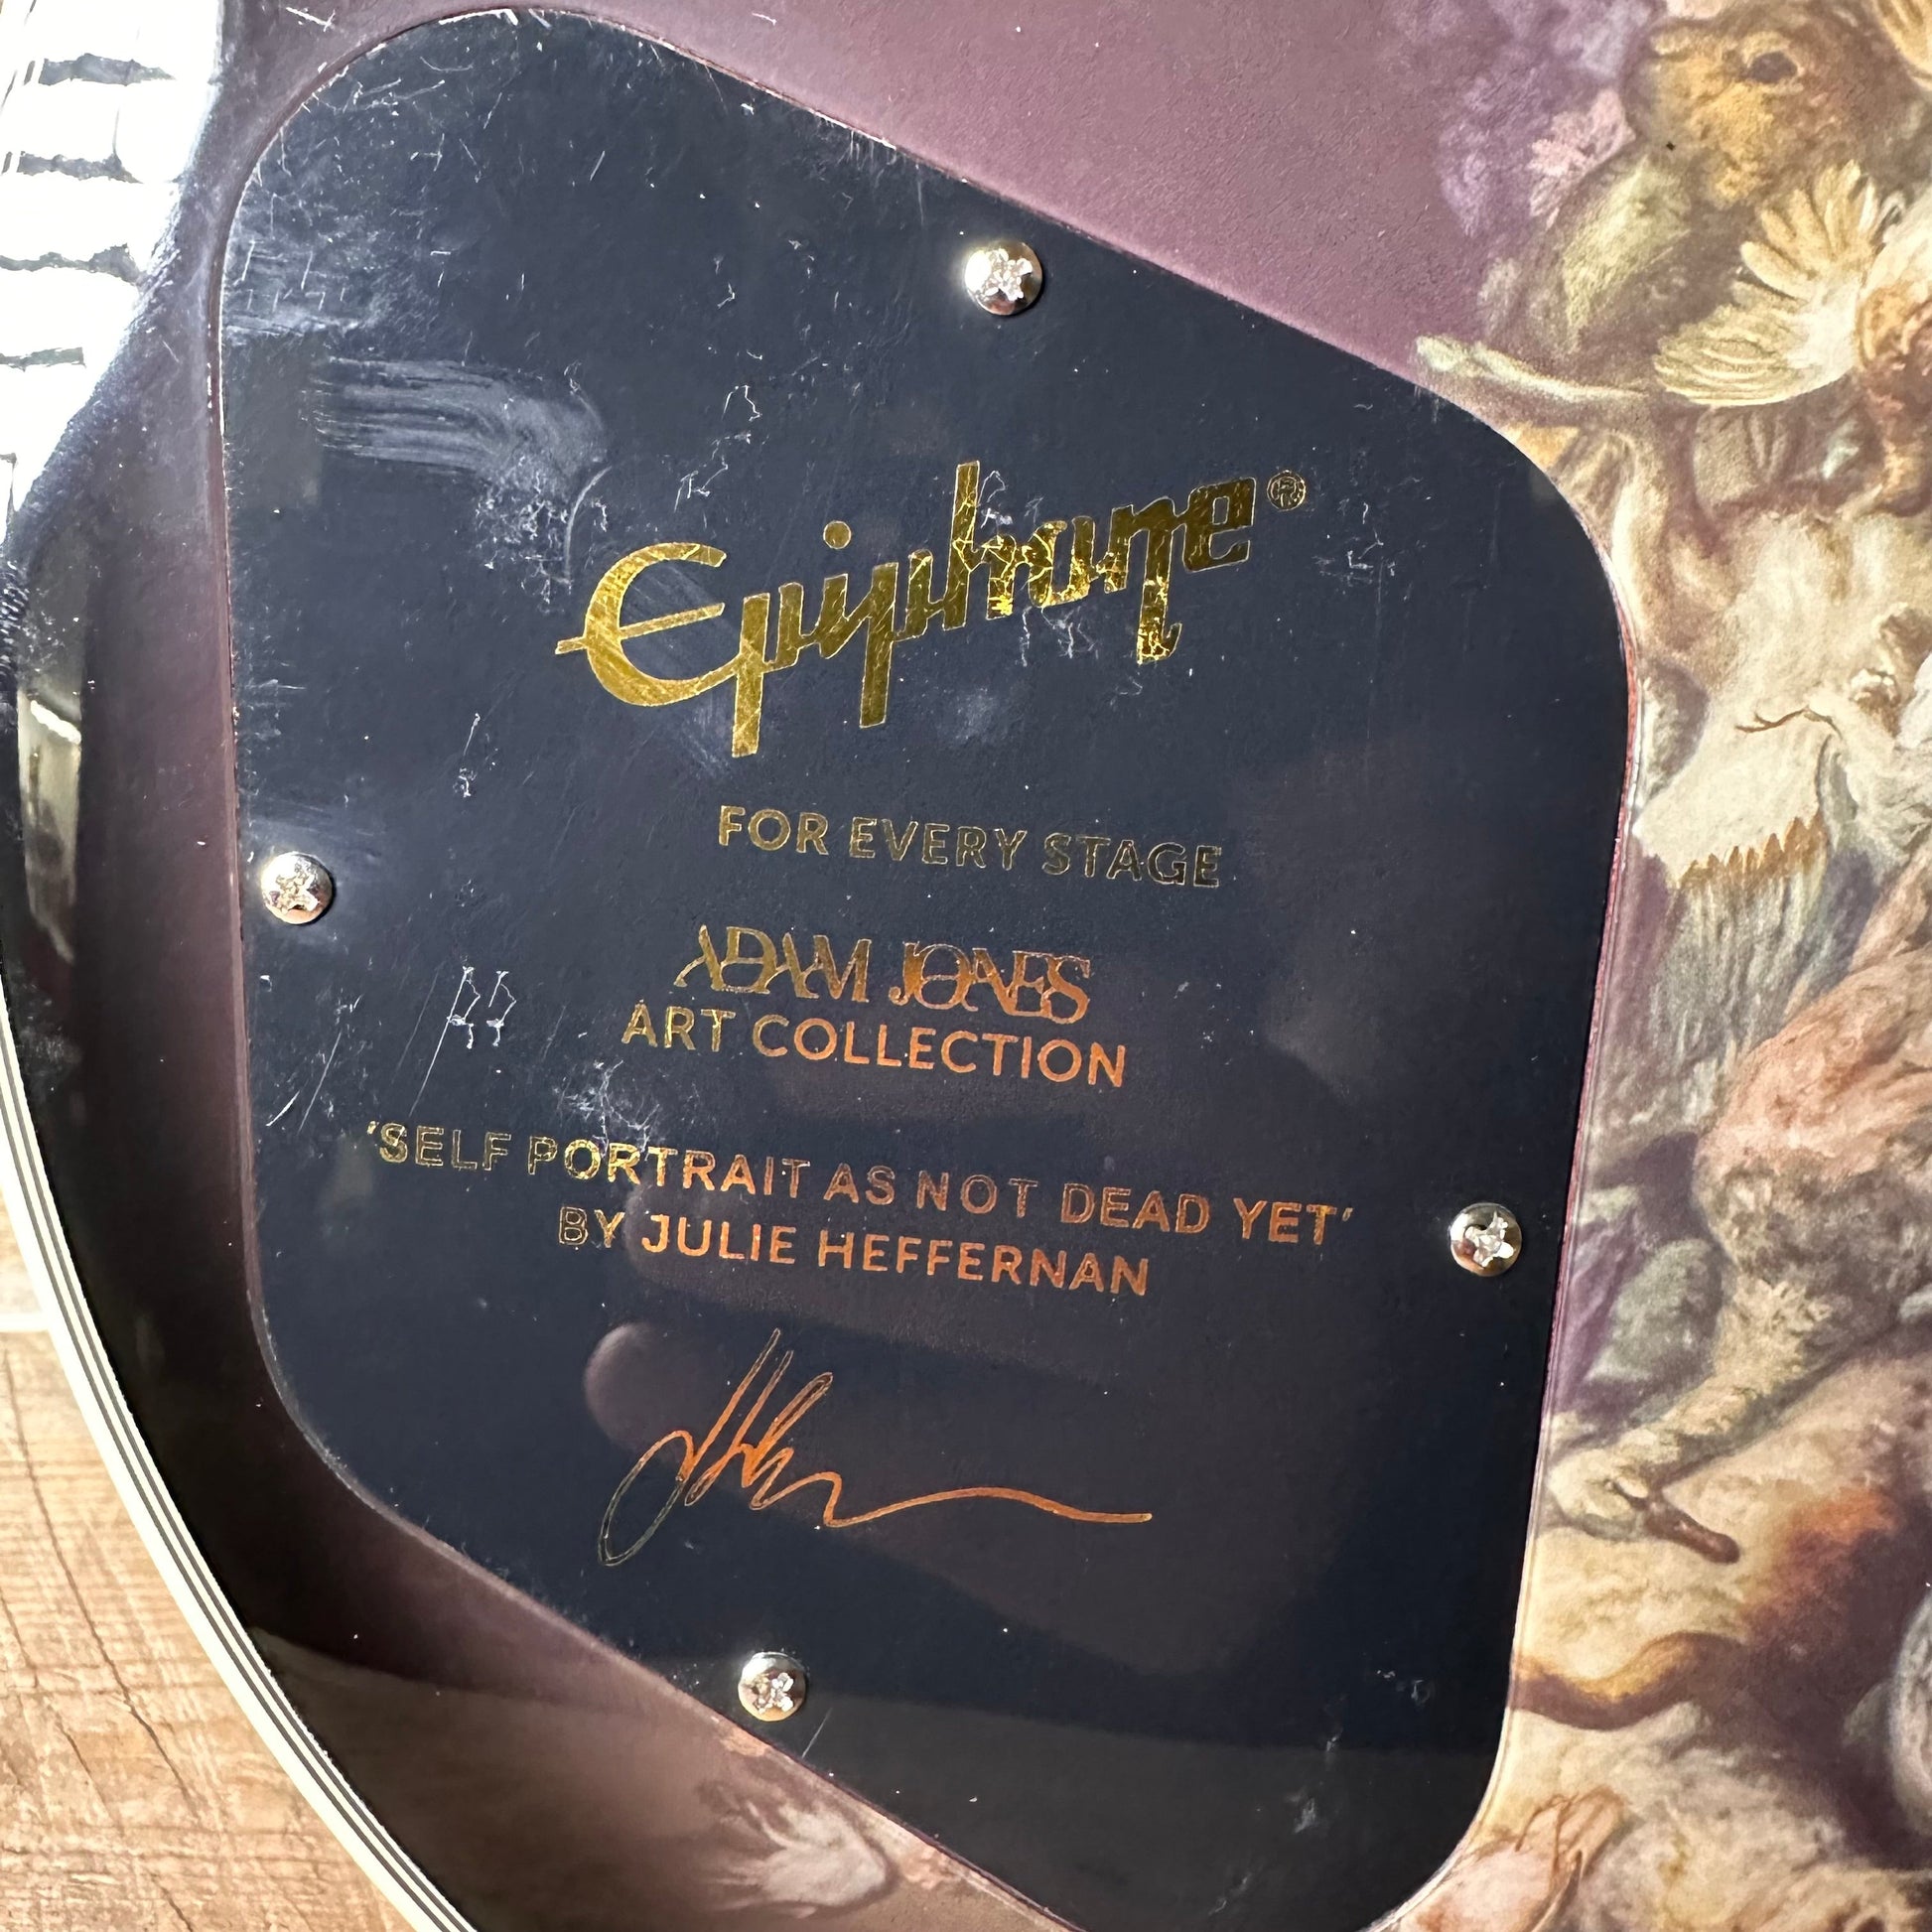 Epiphone®
FOR EVERY STAGE
ADAM JONES
ART COLLECTION
'SELF PORTRAIT AS NOT DEAD YET'
BY JULIE HEFFERNAN